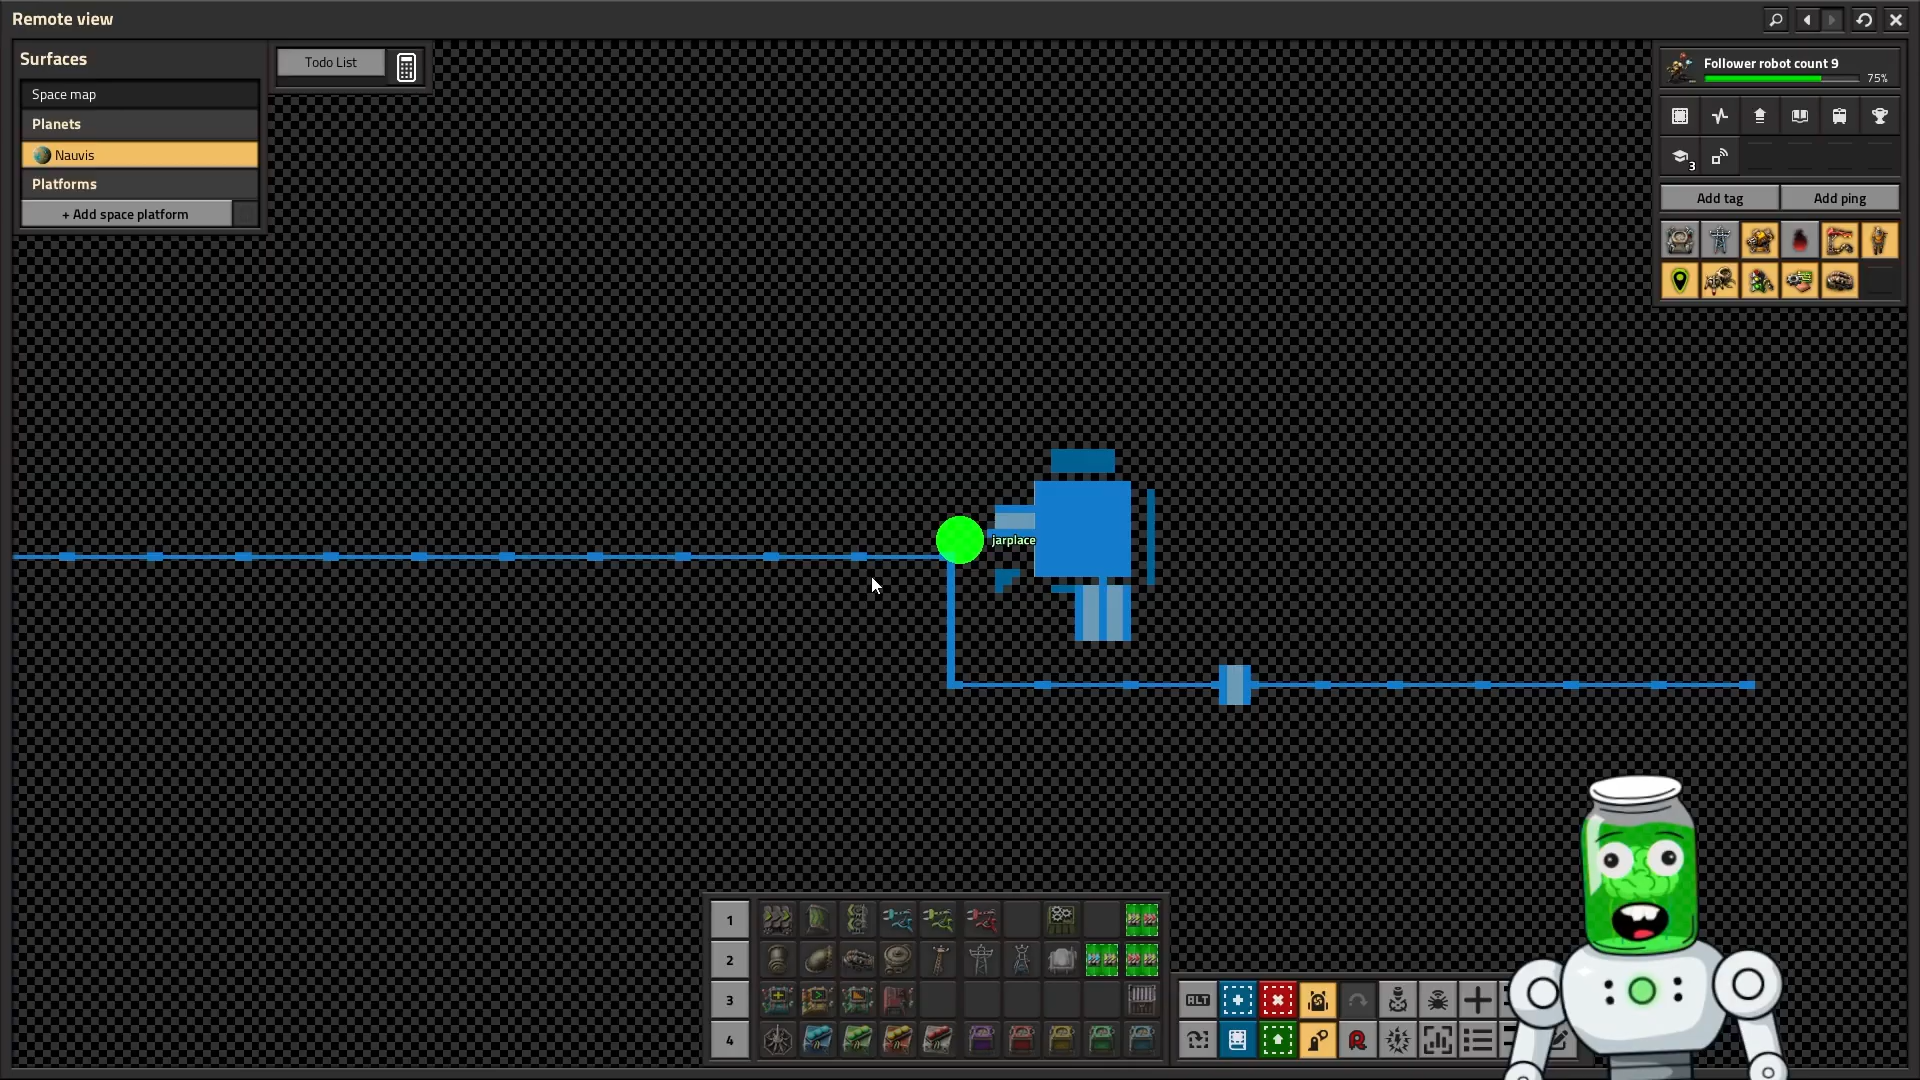 Remote view
Surfaces
Space map
Planets
Nauvis
Platforms
+ Add space platform
Todo List
Follower robot count 9
75%
3
Add tag
Add ping
jarplace
1
2
3
4
ALT
R